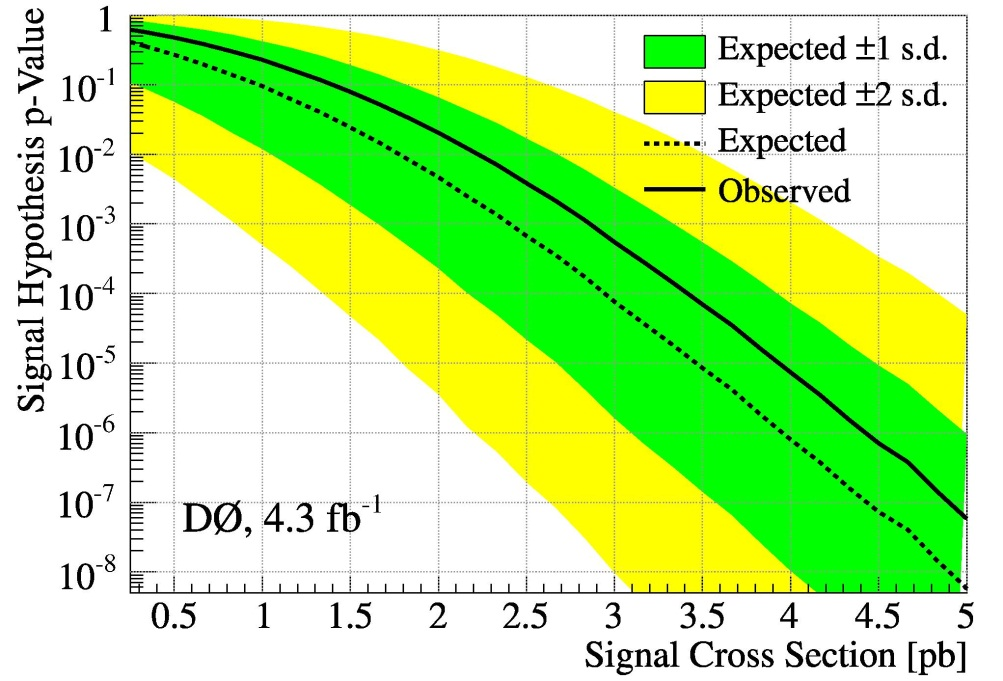 Signal Hypothesis p-Value
1
10⁻¹
10⁻²
10⁻³
10⁻⁴
10⁻⁵
10⁻⁶
10⁻⁷
10⁻⁸
Expected ±1 s.d.
Expected ±2 s.d.
Expected
Observed
DØ, 4.3 fb⁻¹
0.5 1 1.5 2 2.5 3 3.5 4 4.5 5
Signal Cross Section [pb]